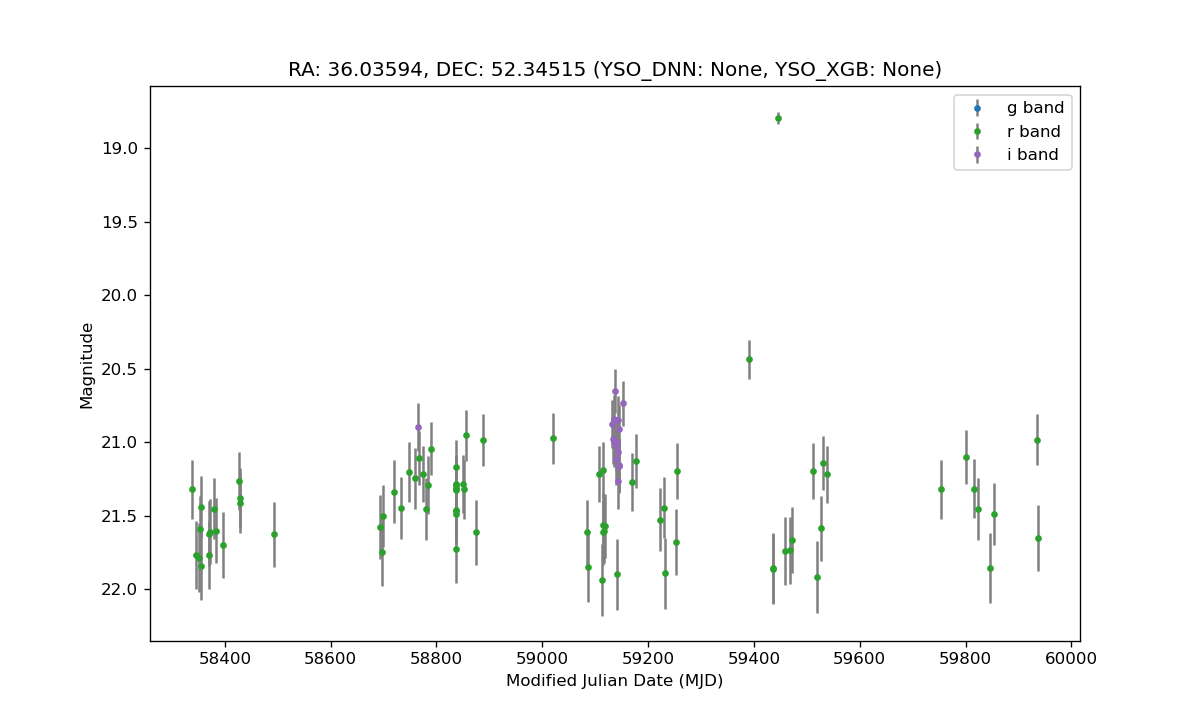 RA: 36.03594, DEC: 52.34515 (YSO_DNN: None, YSO_XGB: None)
g band
r band
i band
19.0
19.5
20.0
20.5
21.0
21.5
22.0
Magnitude
58400 58600 58800 59000 59200 59400 59600 59800 60000
Modified Julian Date (MJD)